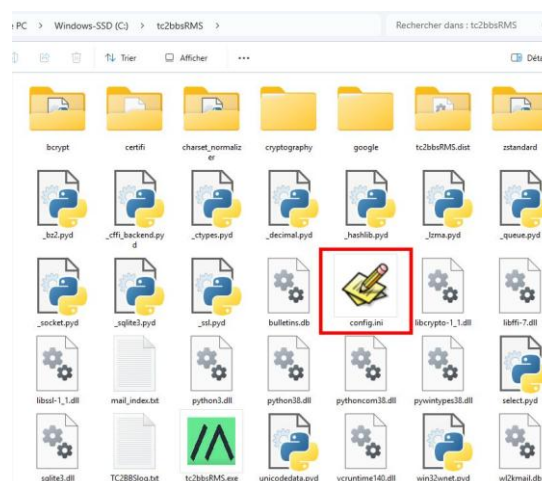 PC > Windows-SSD (C:) > tc2bbsRMS >
Rechercher dans : tc2bbsRMS
Trier
Afficher
...
bcrypt
certifi
charset_normaliz
er
cryptography
google
tc2bbsRMS.dist
zstandard
_bz2.pyd
_cffi_backend.py
d
_ctypes.pyd
_decimal.pyd
_hashlib.pyd
_lzma.pyd
_queue.pyd
_socket.pyd
_sqlite3.pyd
_ssl.pyd
bulletins.db
config.ini
libcrypto-1_1.dll
libffi-7.dll
libssl-1_1.dll
mail_index.txt
python3.dll
python38.dll
pythoncom38.dll
pywintypes38.dll
select.pyd
sqlite3.dll
TC2BBSlog.txt
tc2bbsRMS.exe
unicodedata.pyd
vcruntime140.dll
win32wnet.pyd
wl2kmail.db